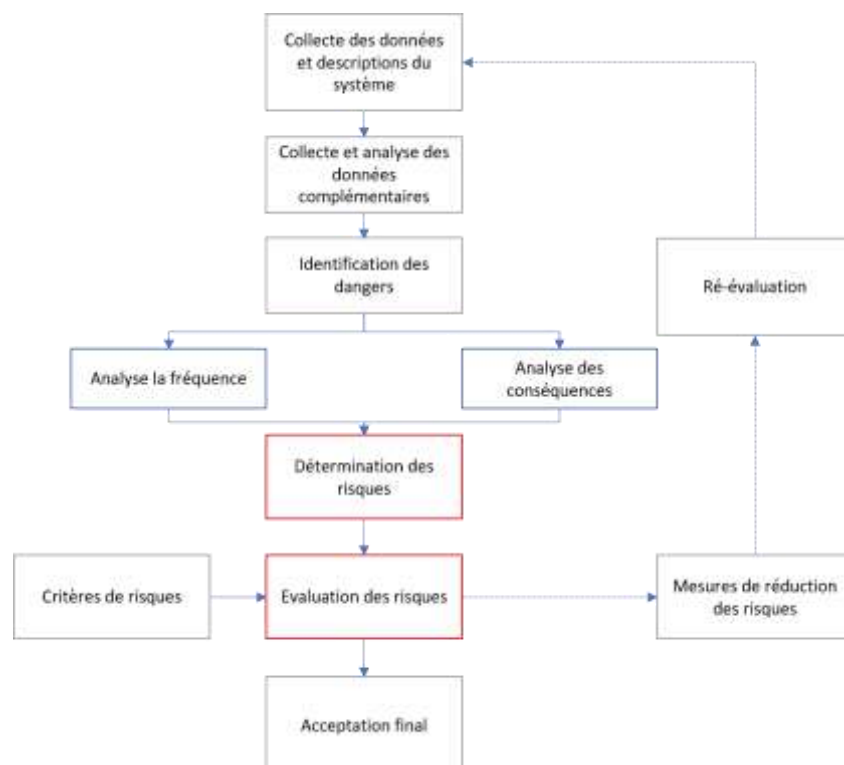 Collecte des données
et descriptions du
système
Collecte et analyse des
données
complémentaires
Identification des
dangers
Ré-évaluation
Analyse la fréquence
Analyse des
conséquences
Détermination des
risques
Critères de risques
Evaluation des risques
Mesures de réduction
des risques
Acceptation final